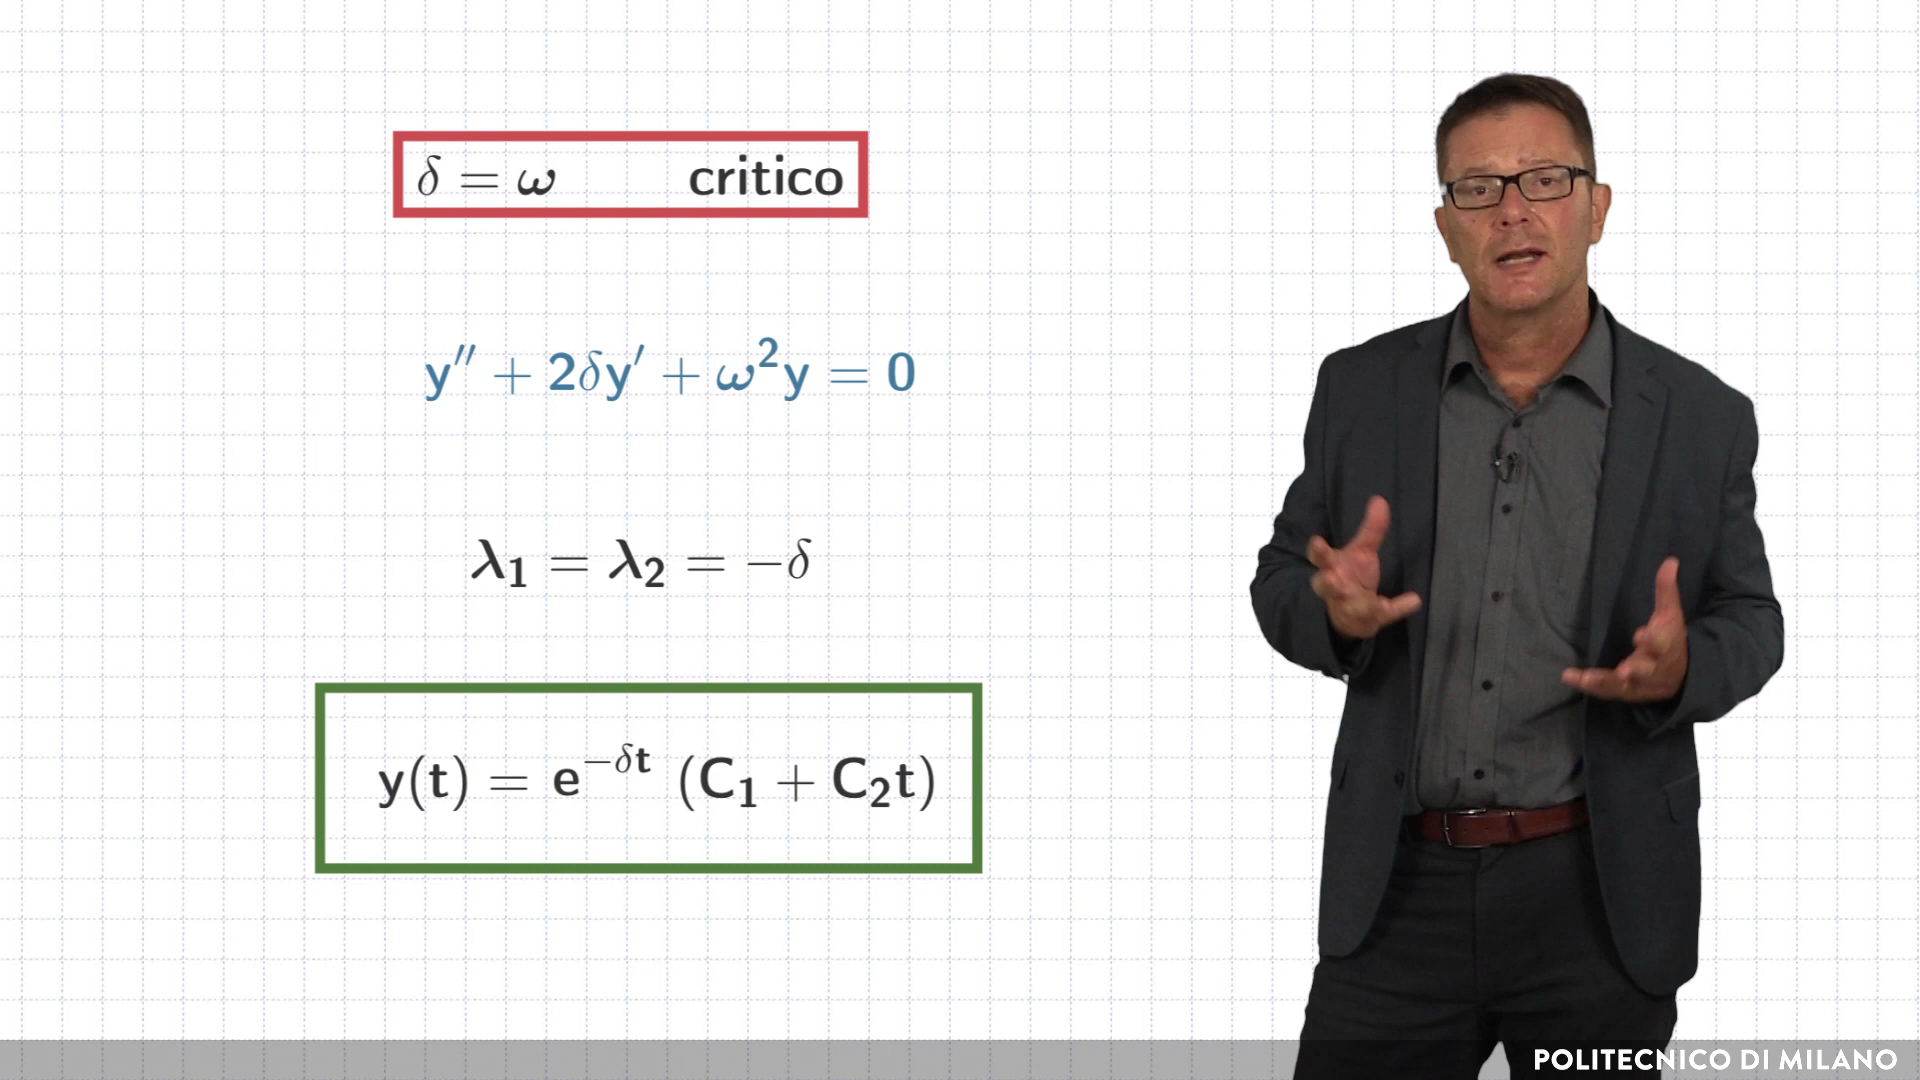 δ = ω critico
y″ + 2δy′ + ω²y = 0
λ₁ = λ₂ = −δ
y(t) = e^{−δt} (C₁ + C₂t)
POLITECNICO DI MILANO